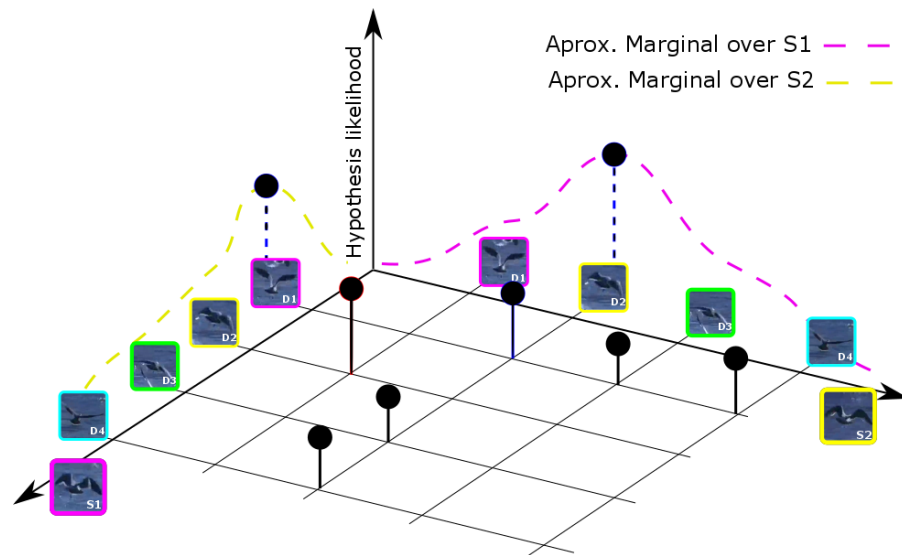 Aprox. Marginal over S1
Aprox. Marginal over S2
Hypothesis likelihood
D1
D1
D2
D2
D3
D3
D4
D4
S1
S2